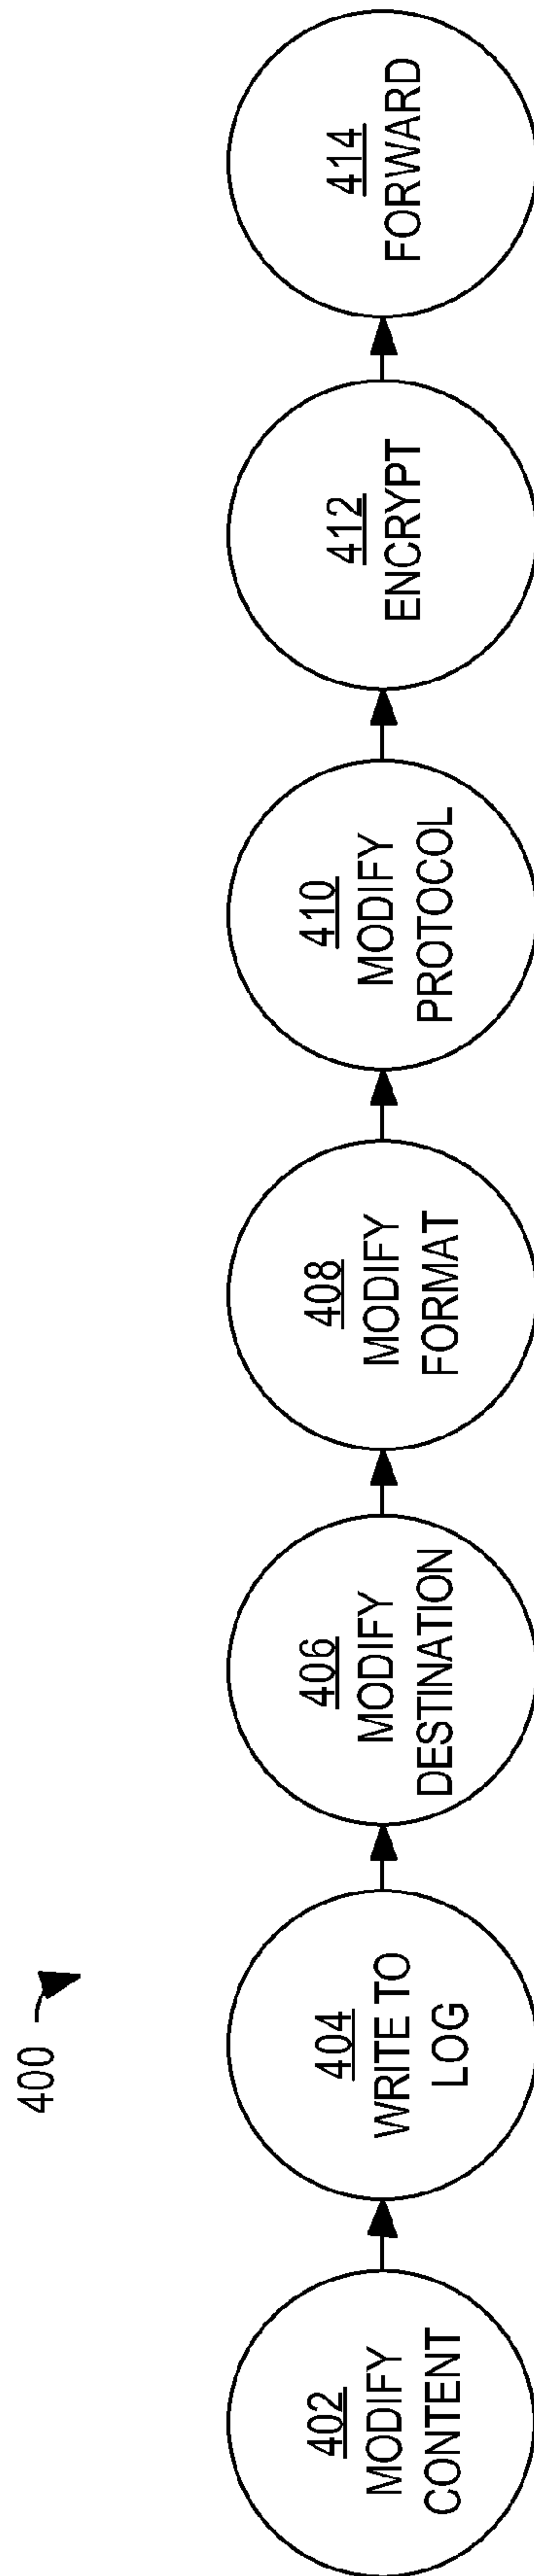 400
402
MODIFY
CONTENT
404
WRITE TO
LOG
406
MODIFY
DESTINATION
408
MODIFY
FORMAT
410
MODIFY
PROTOCOL
412
ENCRYPT
414
FORWARD